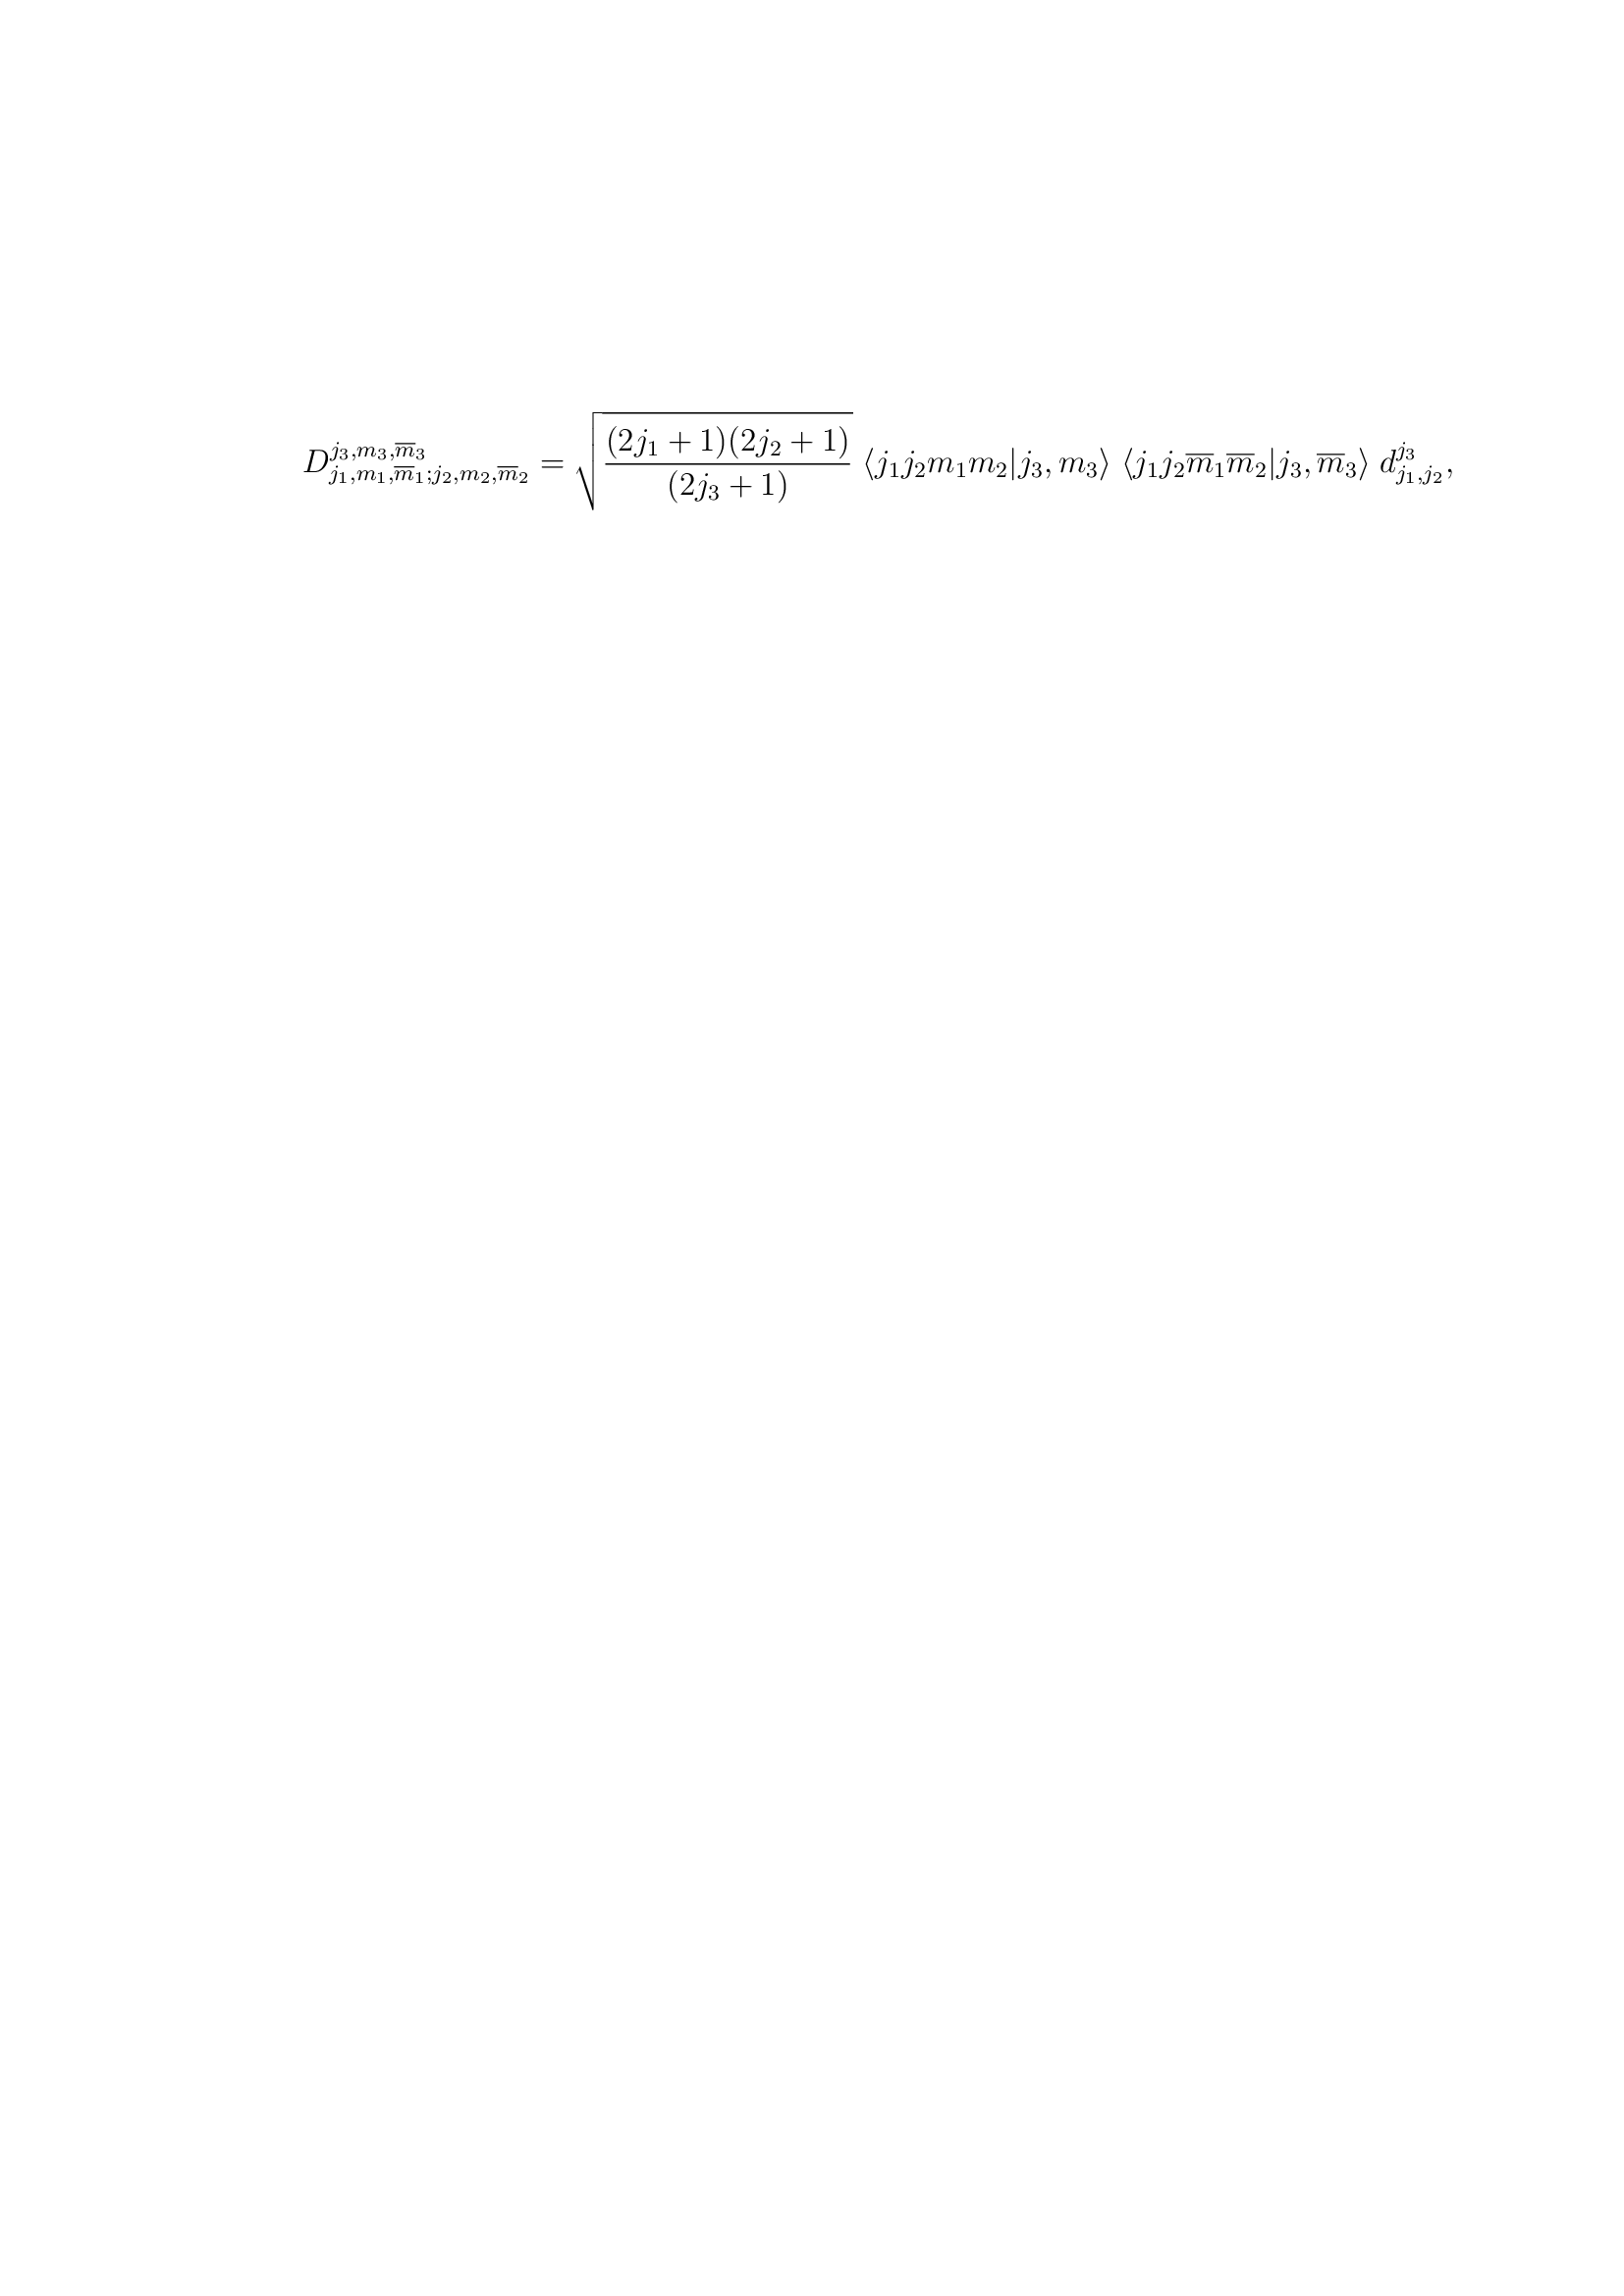 $D_{j_1,m_1,\overline{m}_1;j_2,m_2,\overline{m}_2}^{j_3,m_3,\overline{m}_3} = \sqrt{\frac{(2j_1+1)(2j_2+1)}{(2j_3+1)}} \ \langle j_1 j_2 m_1 m_2 | j_3, m_3 \rangle \ \langle j_1 j_2 \overline{m}_1 \overline{m}_2 | j_3, \overline{m}_3 \rangle \ d_{j_1,j_2}^{j_3},$